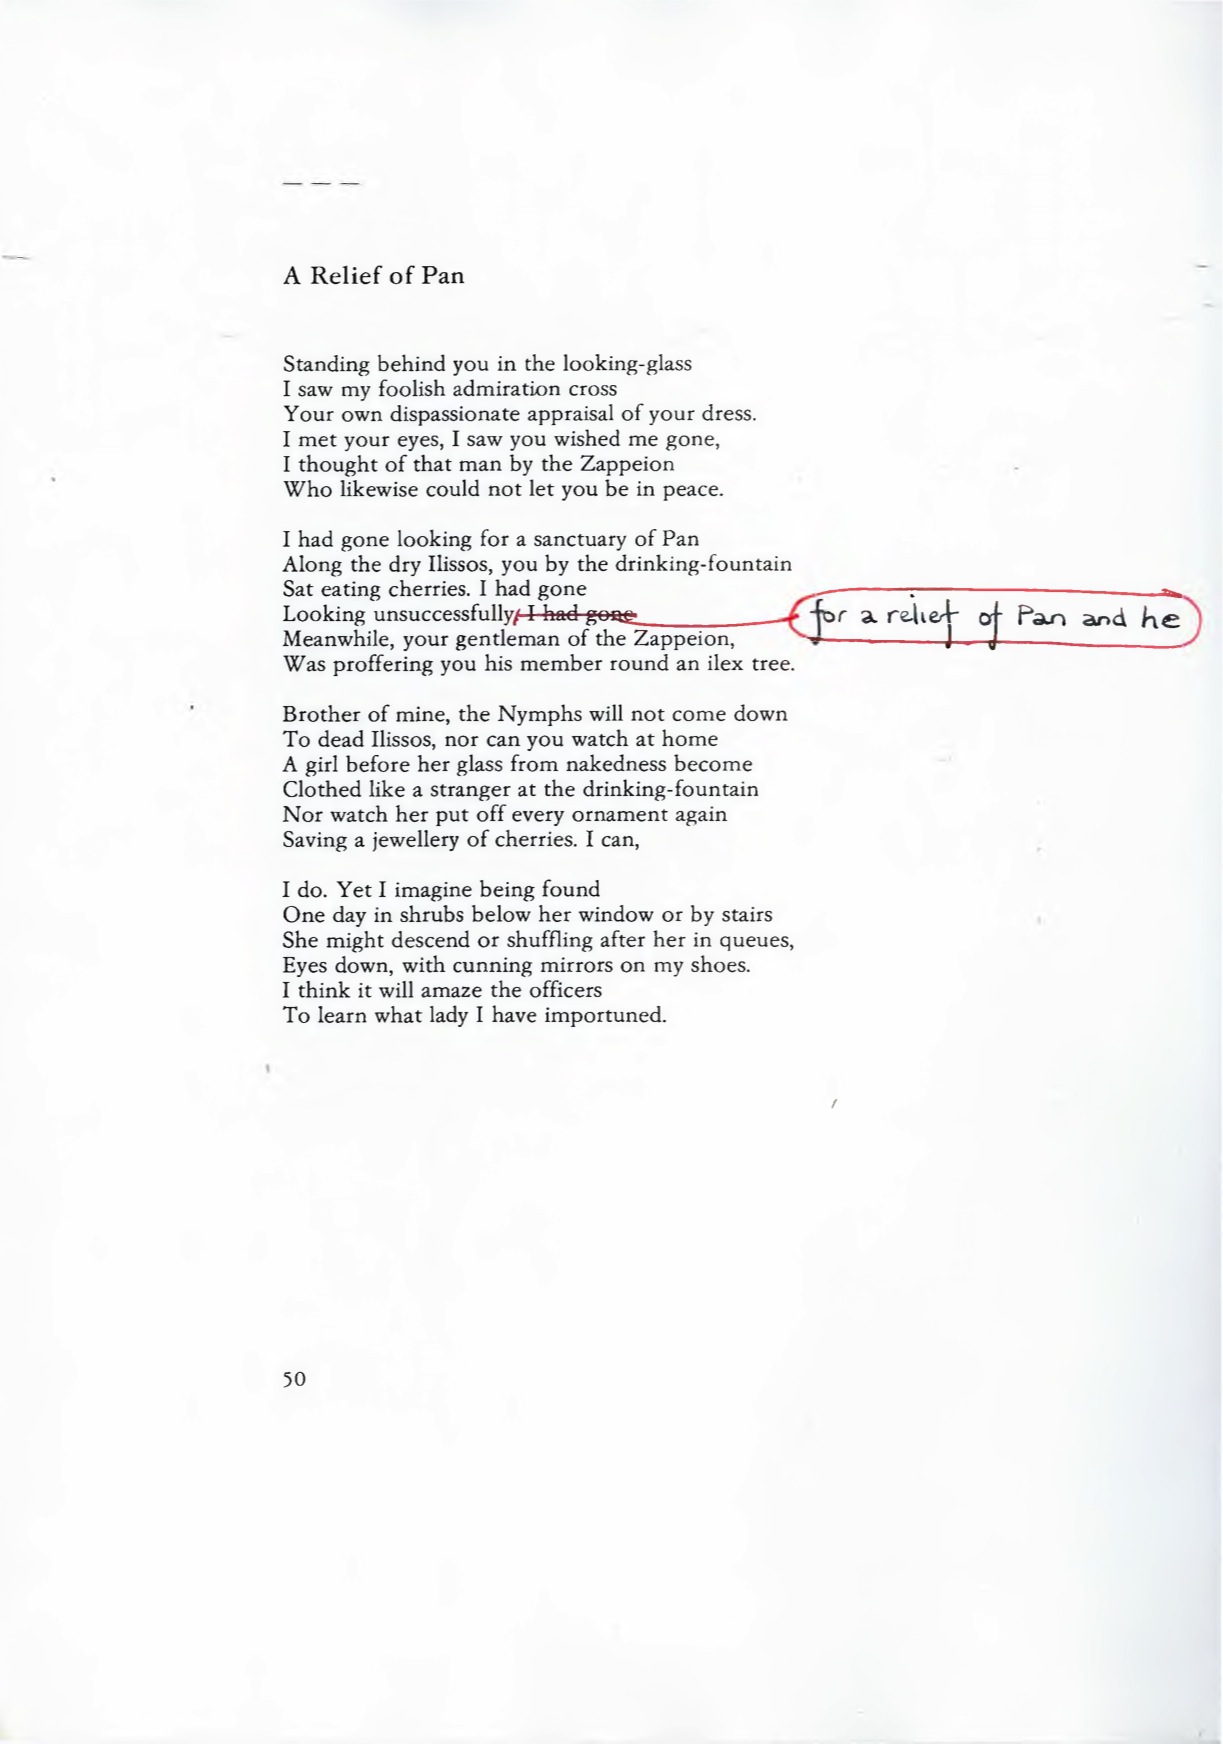 — — —
A Relief of Pan
Standing behind you in the looking-glass
I saw my foolish admiration cross
Your own dispassionate appraisal of your dress.
I met your eyes, I saw you wished me gone,
I thought of that man by the Zappeion
Who likewise could not let you be in peace.
I had gone looking for a sanctuary of Pan
Along the dry Ilissos, you by the drinking-fountain
Sat eating cherries. I had gone
Looking unsuccessfully, I had gone for a relief of Pan and he
Meanwhile, your gentleman of the Zappeion,
Was proffering you his member round an ilex tree.
Brother of mine, the Nymphs will not come down
To dead Ilissos, nor can you watch at home
A girl before her glass from nakedness become
Clothed like a stranger at the drinking-fountain
Nor watch her put off every ornament again
Saving a jewellery of cherries. I can,
I do. Yet I imagine being found
One day in shrubs below her window or by stairs
She might descend or shuffling after her in queues,
Eyes down, with cunning mirrors on my shoes.
I think it will amaze the officers
To learn what lady I have importuned.
50